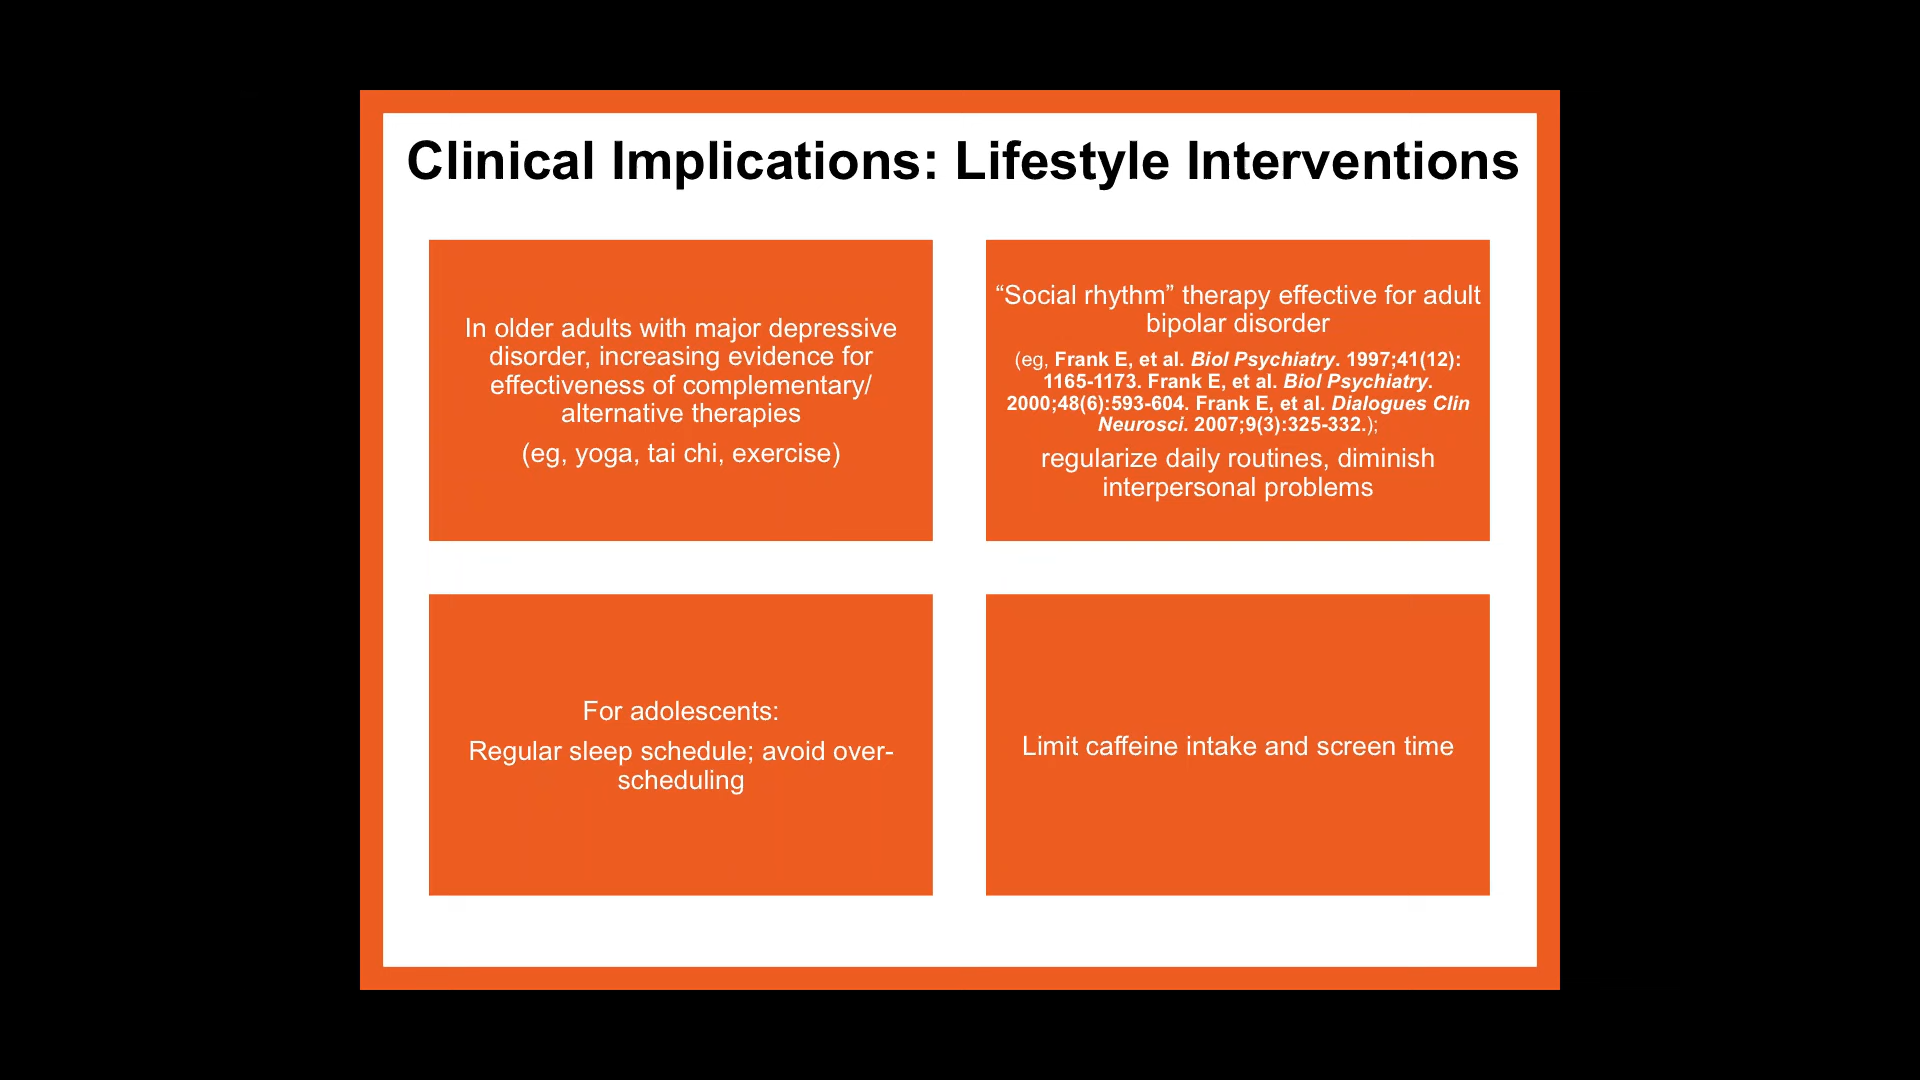 Clinical Implications: Lifestyle Interventions
In older adults with major depressive
disorder, increasing evidence for
effectiveness of complementary/
alternative therapies
(eg, yoga, tai chi, exercise)
“Social rhythm” therapy effective for adult
bipolar disorder
(eg, Frank E, et al. Biol Psychiatry. 1997;41(12):
1165-1173. Frank E, et al. Biol Psychiatry.
2000;48(6):593-604. Frank E, et al. Dialogues Clin
Neurosci. 2007;9(3):325-332.);
regularize daily routines, diminish
interpersonal problems
For adolescents:
Regular sleep schedule; avoid over-
scheduling
Limit caffeine intake and screen time